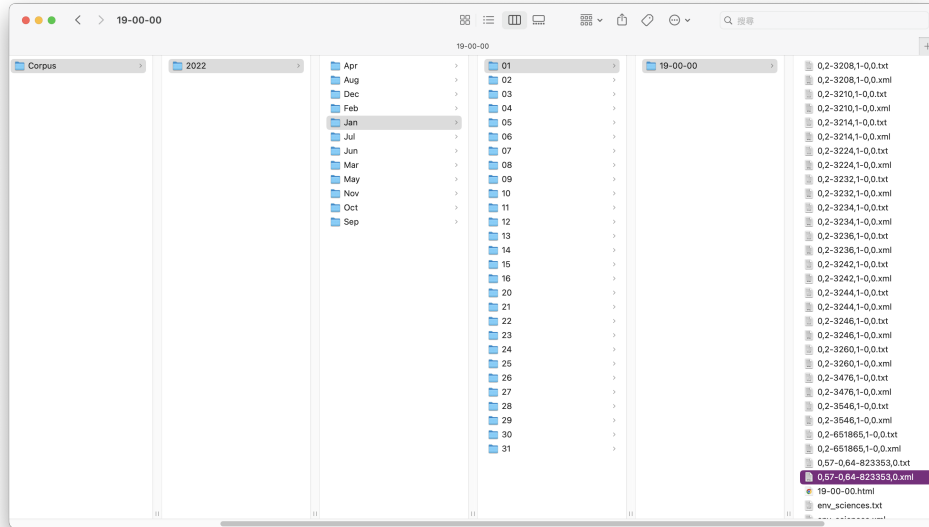 19-00-00
搜尋
19-00-00
Corpus
2022
Apr
Aug
Dec
Feb
Jan
Jul
Jun
Mar
May
Nov
Oct
Sep
01
02
03
04
05
06
07
08
09
10
11
12
13
14
15
16
20
21
22
23
24
25
26
27
28
29
30
31
19-00-00
0,2-3208,1-0,0.txt
0,2-3208,1-0,0.xml
0,2-3210,1-0,0.txt
0,2-3210,1-0,0.xml
0,2-3214,1-0,0.txt
0,2-3214,1-0,0.xml
0,2-3224,1-0,0.txt
0,2-3224,1-0,0.xml
0,2-3232,1-0,0.txt
0,2-3232,1-0,0.xml
0,2-3234,1-0,0.txt
0,2-3234,1-0,0.xml
0,2-3236,1-0,0.txt
0,2-3236,1-0,0.xml
0,2-3242,1-0,0.txt
0,2-3242,1-0,0.xml
0,2-3244,1-0,0.txt
0,2-3244,1-0,0.xml
0,2-3246,1-0,0.txt
0,2-3246,1-0,0.xml
0,2-3260,1-0,0.txt
0,2-3260,1-0,0.xml
0,2-3476,1-0,0.txt
0,2-3476,1-0,0.xml
0,2-3546,1-0,0.txt
0,2-3546,1-0,0.xml
0,2-651865,1-0,0.txt
0,2-651865,1-0,0.xml
0,57-0,64-823353,0.txt
0,57-0,64-823353,0.xml
19-00-00.html
env_sciences.txt